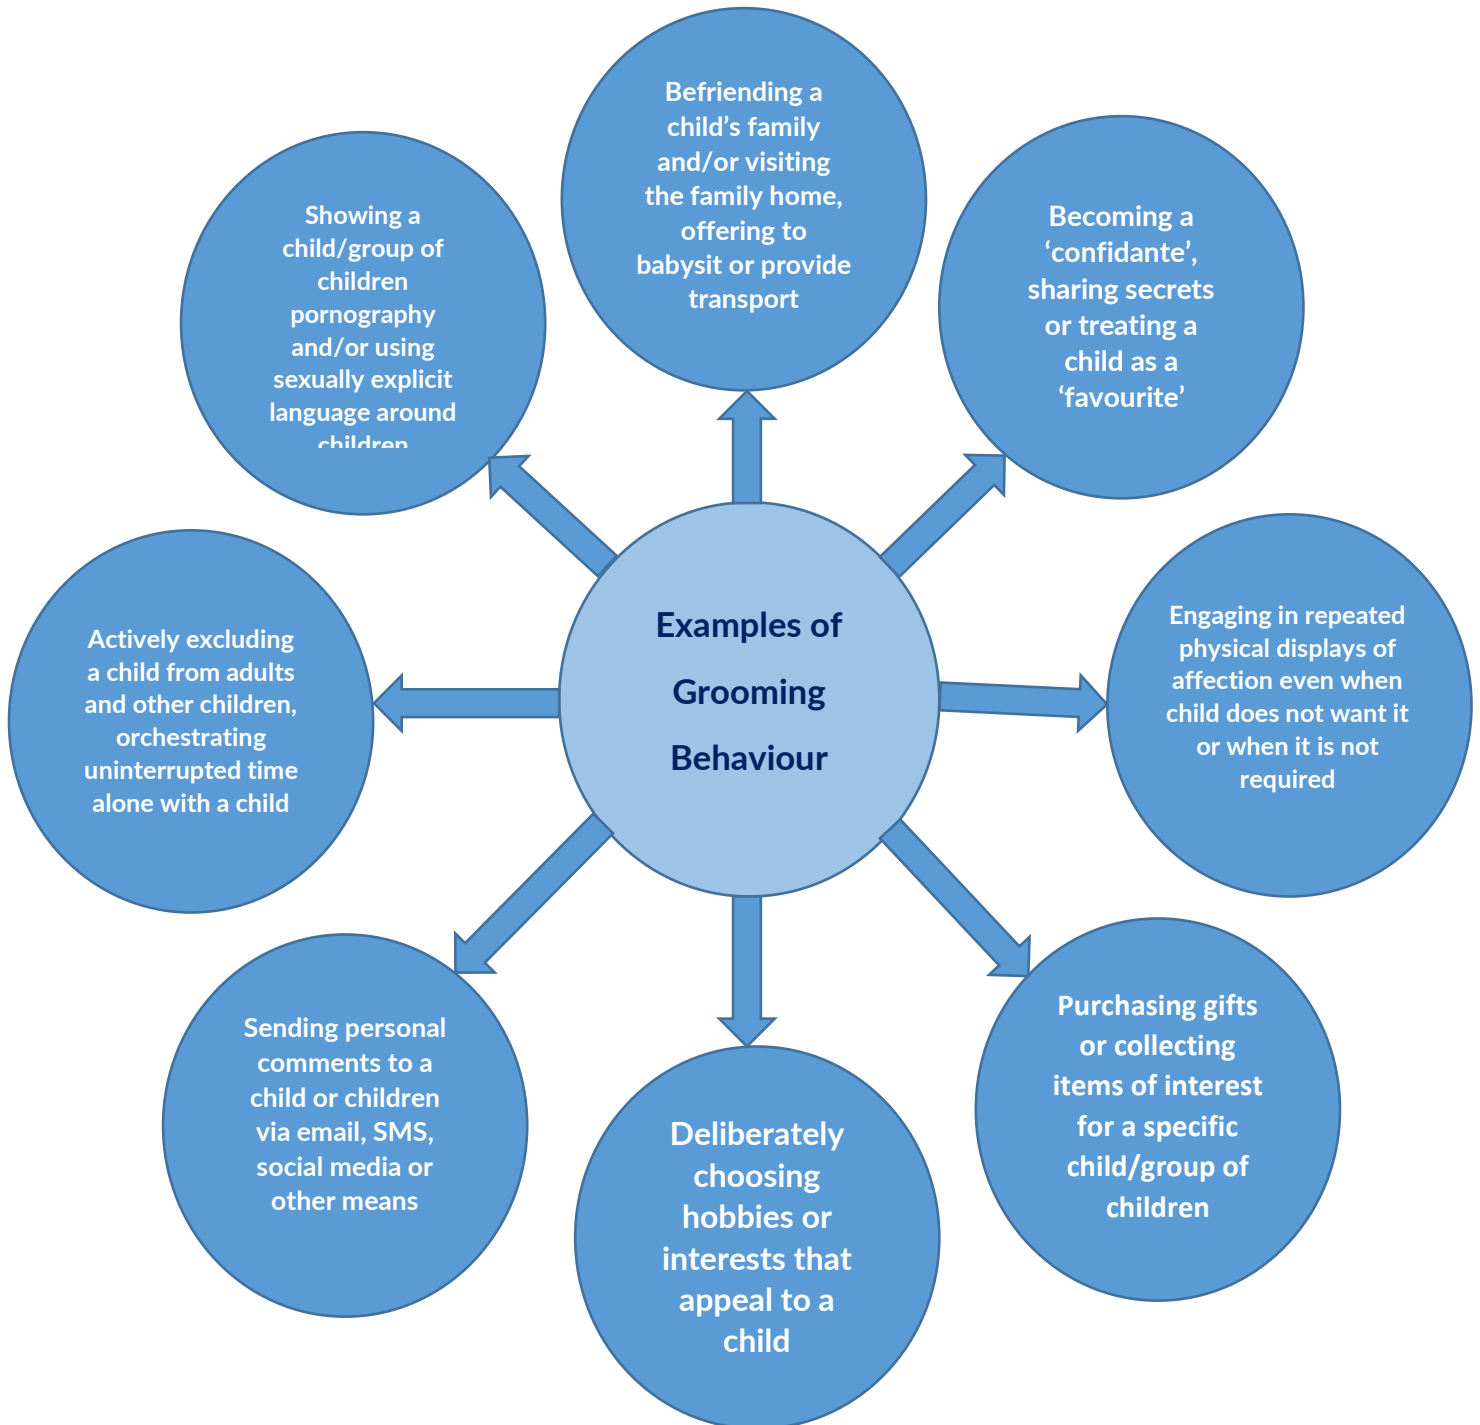 Befriending a
child’s family
and/or visiting
the family home,
offering to
babysit or provide
transport
Becoming a
‘confidante’,
sharing secrets
or treating a
child as a
‘favourite’
Engaging in repeated
physical displays of
affection even when
child does not want it
or when it is not
required
Purchasing gifts
or collecting
items of interest
for a specific
child/group of
children
Deliberately
choosing
hobbies or
interests that
appeal to a
child
Sending personal
comments to a
child or children
via email, SMS,
social media or
other means
Actively excluding
a child from adults
and other children,
orchestrating
uninterrupted time
alone with a child
Showing a
child/group of
children
pornography
and/or using
sexually explicit
language around
children
Examples of
Grooming
Behaviour